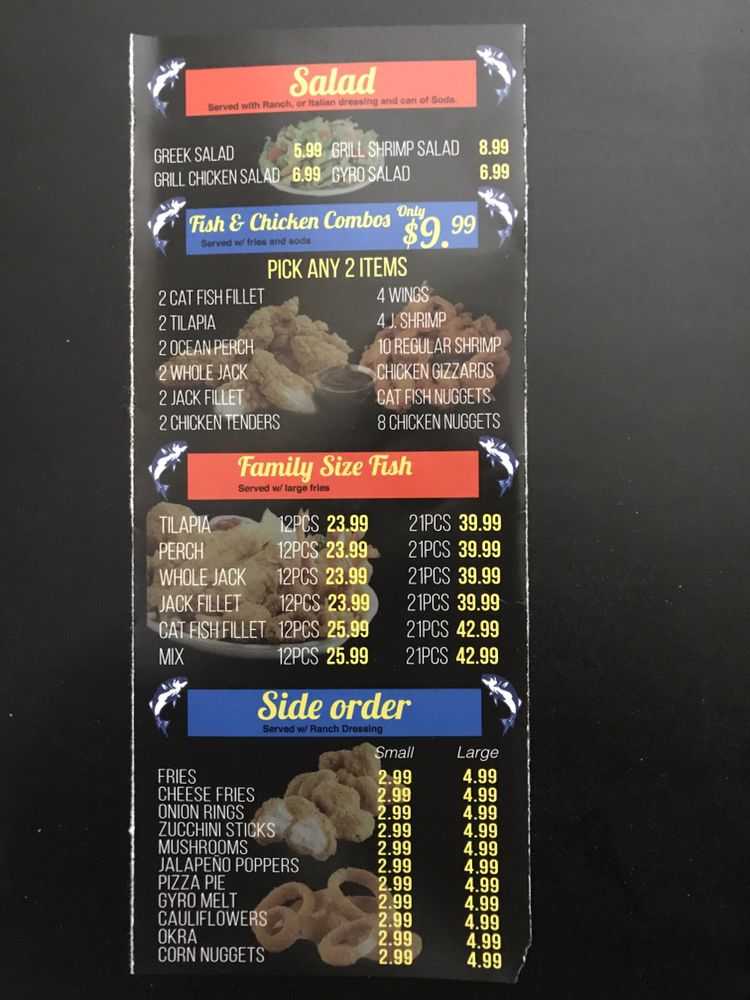 Salad
Served with Ranch, or Italian dressing and can of Soda.
GREEK SALAD 5.99 GRILL SHRIMP SALAD 8.99
GRILL CHICKEN SALAD 6.99 GYRO SALAD 6.99
Fish & Chicken Combos Only $9.99
Served w/ fries and soda
PICK ANY 2 ITEMS
2 CAT FISH FILLET 4 WINGS
2 TILAPIA 4 J. SHRIMP
2 OCEAN PERCH 10 REGULAR SHRIMP
2 WHOLE JACK CHICKEN GIZZARDS
2 JACK FILLET CAT FISH NUGGETS
2 CHICKEN TENDERS 8 CHICKEN NUGGETS
Family Size Fish
Served w/ large fries
TILAPIA 12PCS 23.99 21PCS 39.99
PERCH 12PCS 23.99 21PCS 39.99
WHOLE JACK 12PCS 23.99 21PCS 39.99
JACK FILLET 12PCS 23.99 21PCS 39.99
CAT FISH FILLET 12PCS 25.99 21PCS 42.99
MIX 12PCS 25.99 21PCS 42.99
Side order
Served w/ Ranch Dressing
Small Large
FRIES 2.99 4.99
CHEESE FRIES 2.99 4.99
ONION RINGS 2.99 4.99
ZUCCHINI STICKS 2.99 4.99
MUSHROOMS 2.99 4.99
JALAPEÑO POPPERS 2.99 4.99
PIZZA PIE 2.99 4.99
GYRO MELT 2.99 4.99
CAULIFLOWERS 2.99 4.99
OKRA 2.99 4.99
CORN NUGGETS 2.99 4.99